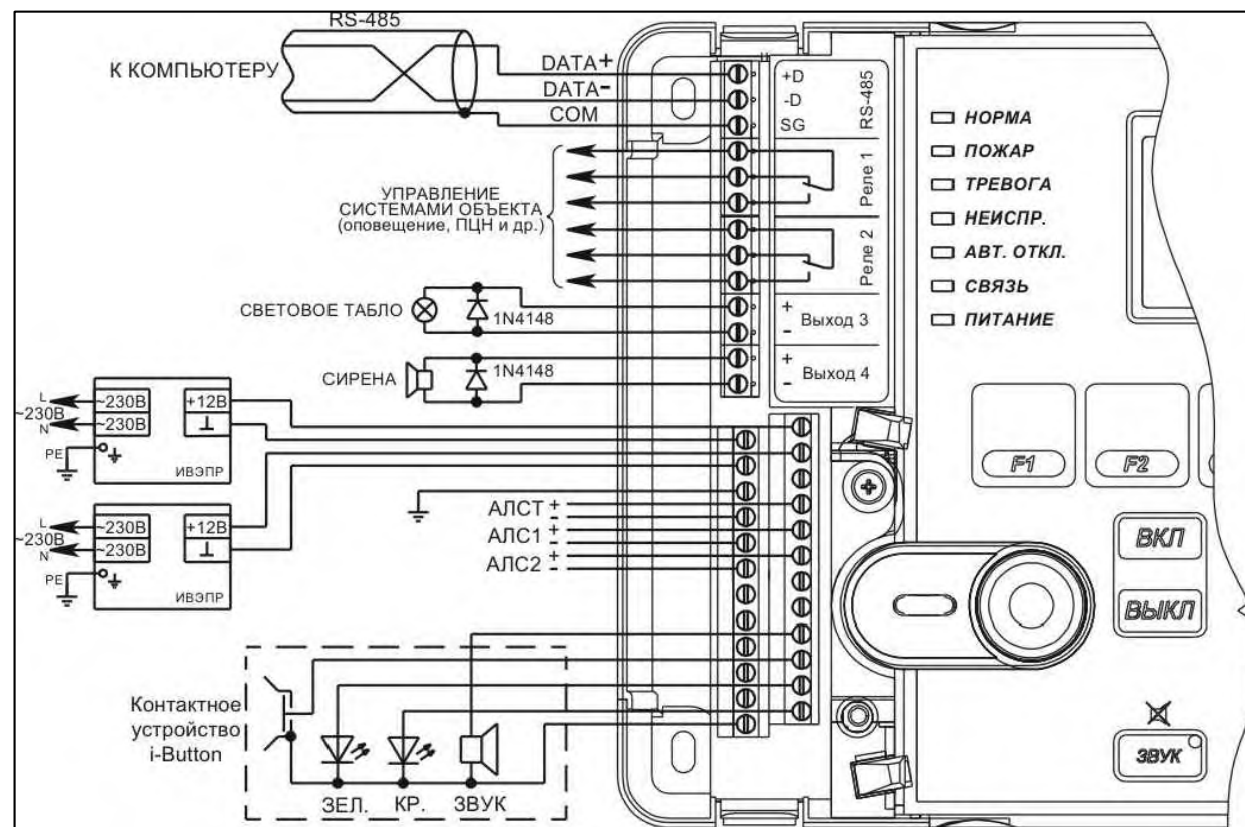 RS-485
К КОМПЬЮТЕРУ
DATA+
DATA-
COM
+D
-D
SG
RS-485
УПРАВЛЕНИЕ
СИСТЕМАМИ ОБЪЕКТА
(оповещение, ПЦН и др.)
Реле 1
Реле 2
СВЕТОВОЕ ТАБЛО
1N4148
+
-
Выход 3
СИРЕНА
1N4148
+
-
Выход 4
НОРМА
ПОЖАР
ТРЕВОГА
НЕИСПР.
АВТ. ОТКЛ.
СВЯЗЬ
ПИТАНИЕ
L
~230В
N
PE
~230В
~230В
+12В
ИВЭПР
L
~230В
N
PE
~230В
~230В
+12В
ИВЭПР
АЛСТ + -
АЛС1 + -
АЛС2 + -
Контактное
устройство
i-Button
ЗЕЛ.
КР.
ЗВУК
F1
F2
ВКЛ
ВЫКЛ
ЗВУК